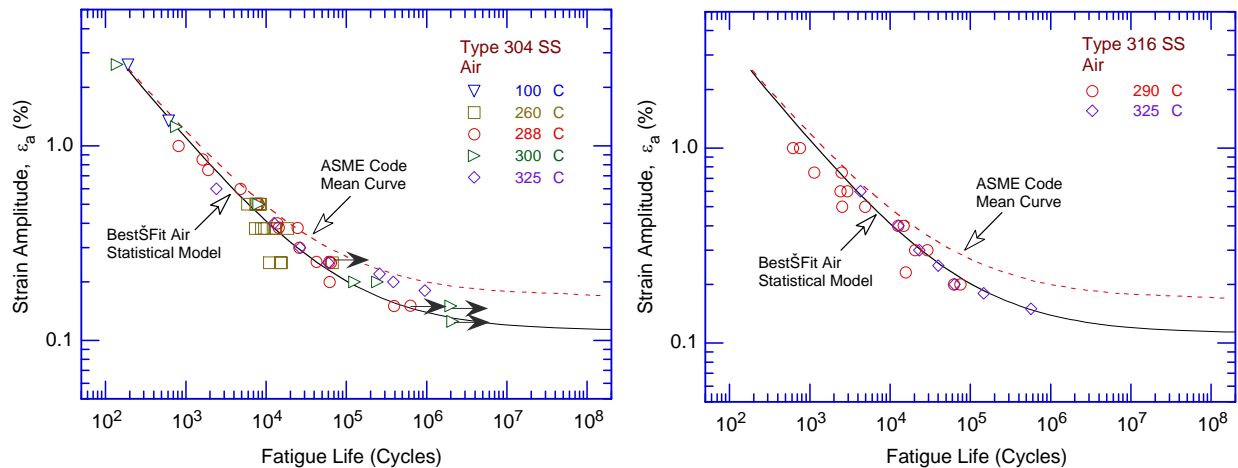 Type 304 SS
Air
100 C
260 C
288 C
300 C
325 C
ASME Code
Mean Curve
BestŠFit Air
Statistical Model
1.0
0.1
Strain Amplitude, εa (%)
10² 10³ 10⁴ 10⁵ 10⁶ 10⁷ 10⁸
Fatigue Life (Cycles)
Type 316 SS
Air
290 C
325 C
ASME Code
Mean Curve
BestŠFit Air
Statistical Model
1.0
0.1
Strain Amplitude, εa (%)
10² 10³ 10⁴ 10⁵ 10⁶ 10⁷ 10⁸
Fatigue Life (Cycles)